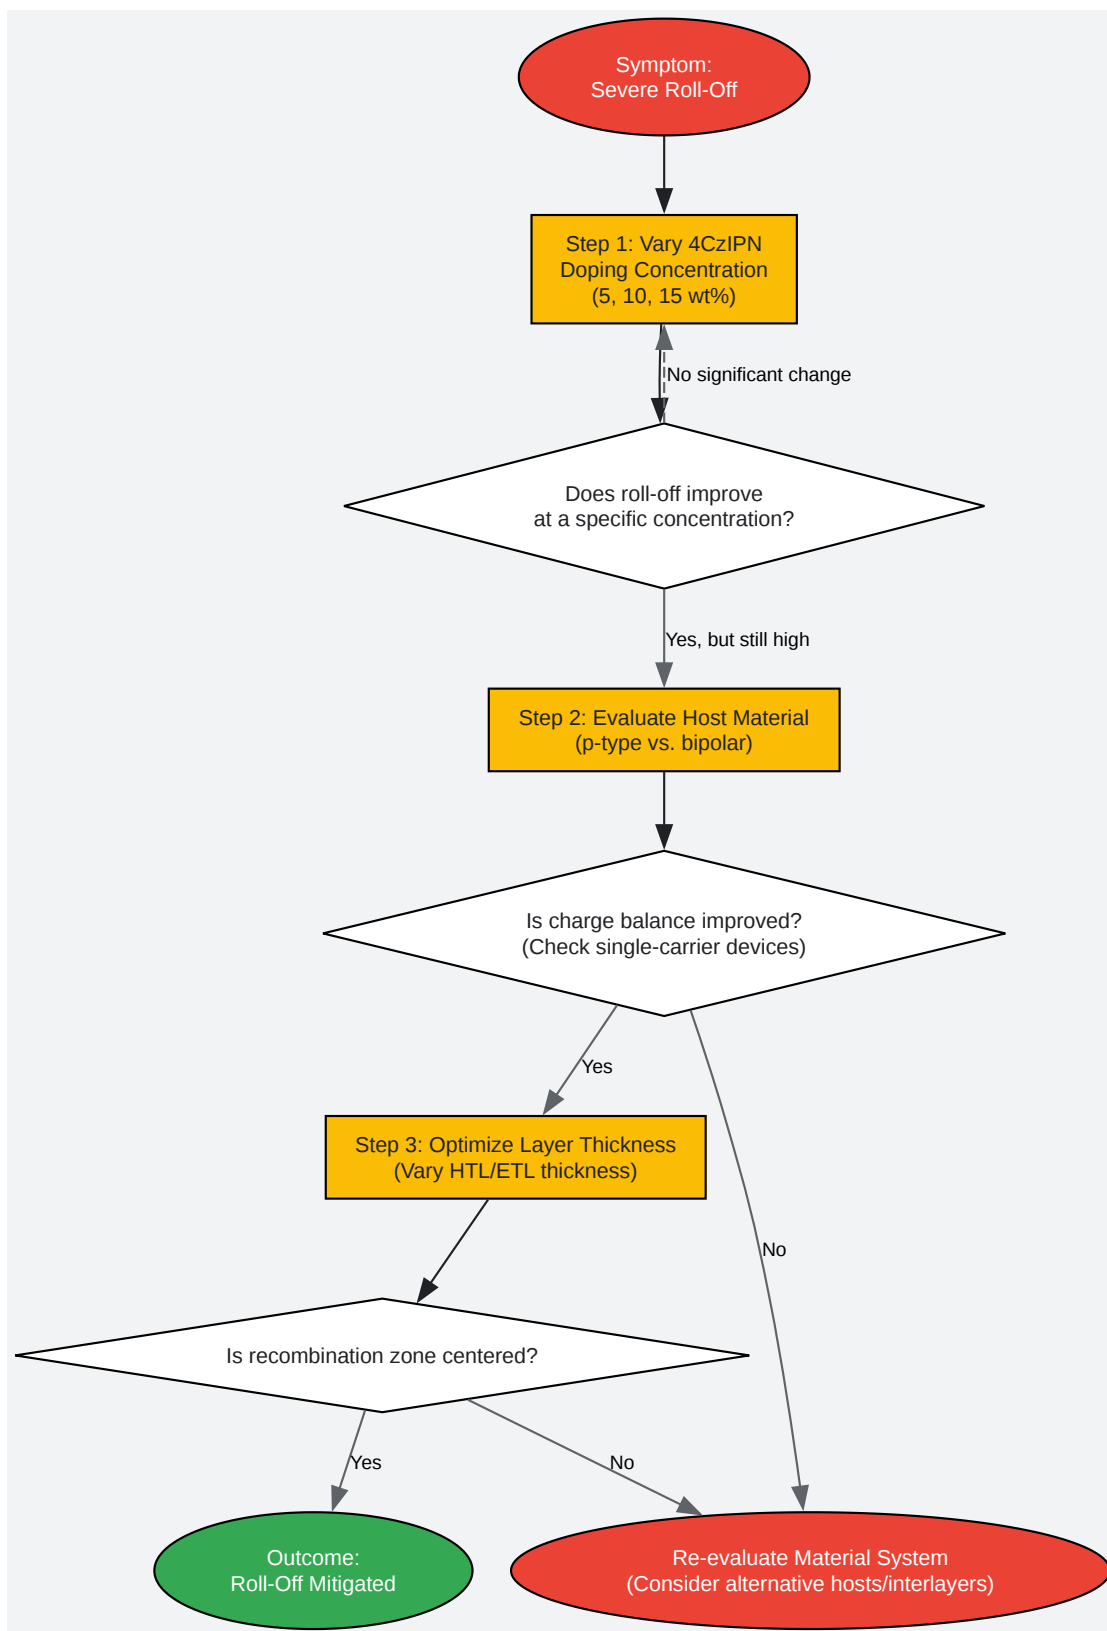 Symptom:
Severe Roll-Off
Step 1: Vary 4CzIPN
Doping Concentration
(5, 10, 15 wt%)
No significant change
Does roll-off improve
at a specific concentration?
Yes, but still high
Step 2: Evaluate Host Material
(p-type vs. bipolar)
Is charge balance improved?
(Check single-carrier devices)
Yes
Step 3: Optimize Layer Thickness
(Vary HTL/ETL thickness)
No
Is recombination zone centered?
Yes
No
Outcome:
Roll-Off Mitigated
Re-evaluate Material System
(Consider alternative hosts/interlayers)